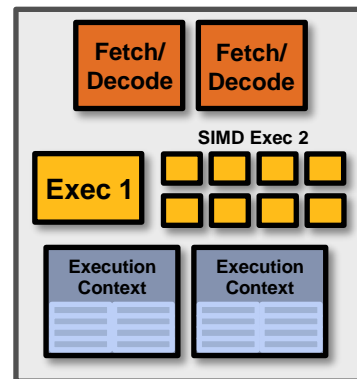 Fetch/
Decode
Fetch/
Decode
SIMD Exec 2
Exec 1
Execution
Context
Execution
Context